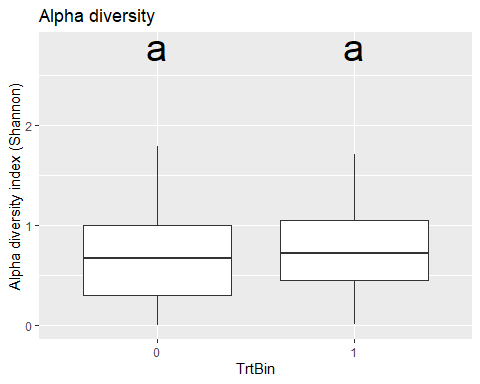 Alpha diversity
a a
Alpha diversity index (Shannon)
2
1
0
0 1
TrtBin